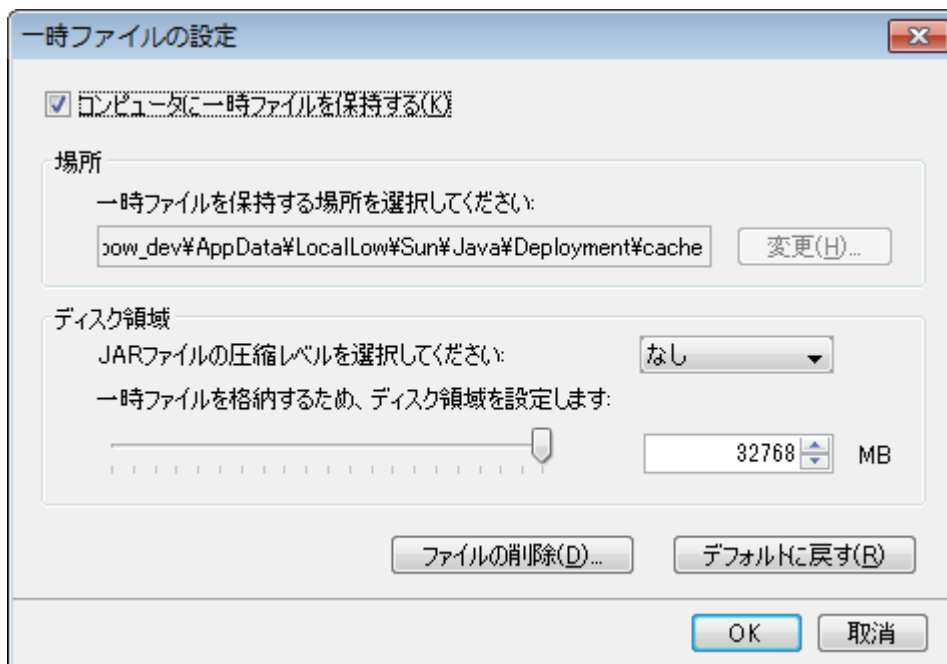 一時ファイルの設定
コンピュータに一時ファイルを保持する(K)
場所
一時ファイルを保持する場所を選択してください:
pow_dev¥AppData¥LocalLow¥Sun¥Java¥Deployment¥cache
変更(H)...
ディスク領域
JARファイルの圧縮レベルを選択してください:
なし
一時ファイルを格納するため、ディスク領域を設定します:
32768 MB
ファイルの削除(D)...
デフォルトに戻す(R)
OK
取消